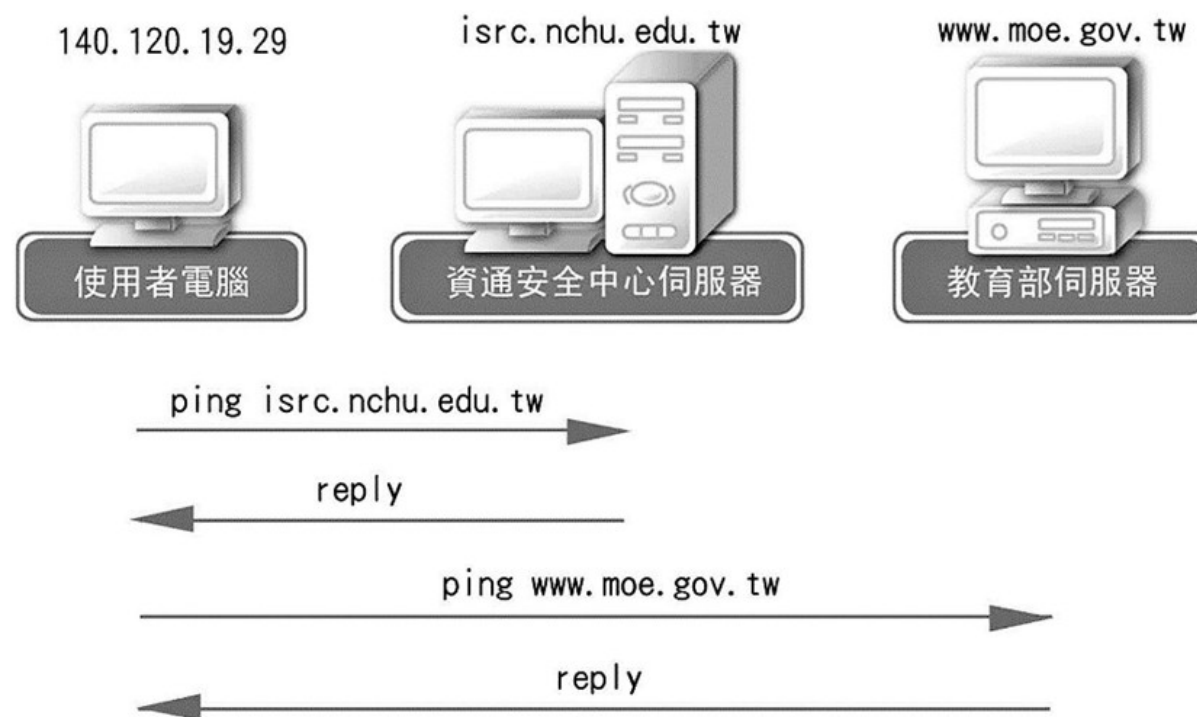 140.120.19.29
isrc.nchu.edu.tw
www.moe.gov.tw
使用者電腦
資通安全中心伺服器
教育部伺服器
ping isrc.nchu.edu.tw
reply
ping www.moe.gov.tw
reply